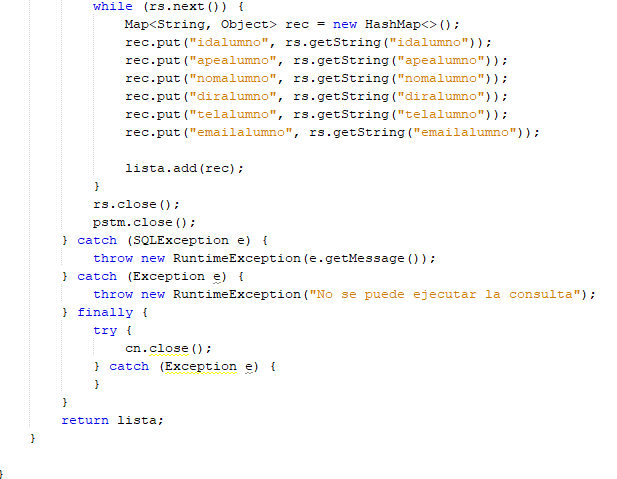 while (rs.next()) {
Map<String, Object> rec = new HashMap<>();
rec.put("idalumno", rs.getString("idalumno"));
rec.put("apealumno", rs.getString("apealumno"));
rec.put("nomalumno", rs.getString("nomalumno"));
rec.put("diralumno", rs.getString("diralumno"));
rec.put("telalumno", rs.getString("telalumno"));
rec.put("emailalumno", rs.getString("emailalumno"));
lista.add(rec);
}
rs.close();
pstm.close();
} catch (SQLException e) {
throw new RuntimeException(e.getMessage());
} catch (Exception e) {
throw new RuntimeException("No se puede ejecutar la consulta");
} finally {
try {
cn.close();
} catch (Exception e) {
}
}
return lista;
}
}